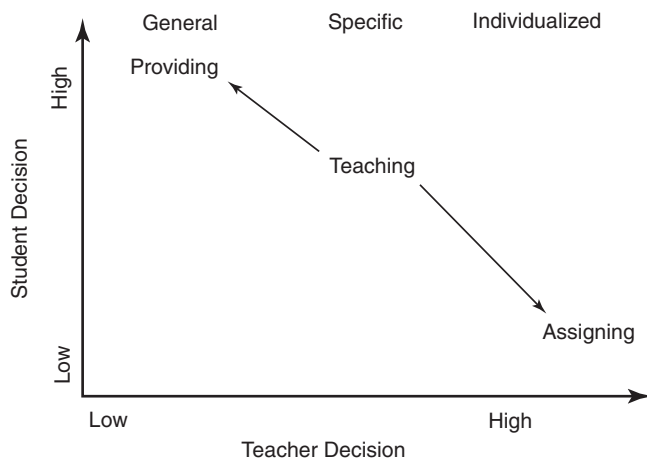 General Specific Individualized
Providing
High
Teaching
Student Decision
Assigning
Low
Low High
Teacher Decision